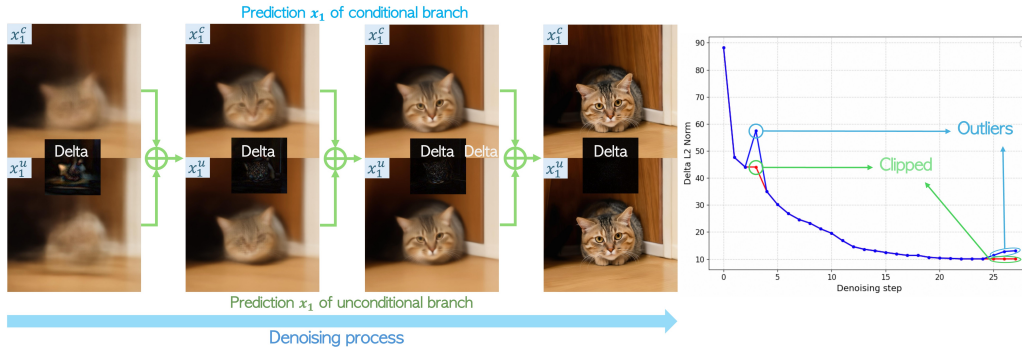 Prediction x₁ of conditional branch
x₁ᶜ
x₁ᶜ
x₁ᶜ
x₁ᶜ
Delta
Delta
Delta
Delta
Delta
x₁ᵘ
x₁ᵘ
x₁ᵘ
x₁ᵘ
Prediction x₁ of unconditional branch
Denoising process
Delta L2 Norm
90
80
70
60
50
40
30
20
10
0
5
10
15
20
25
Denoising step
Outliers
Clipped